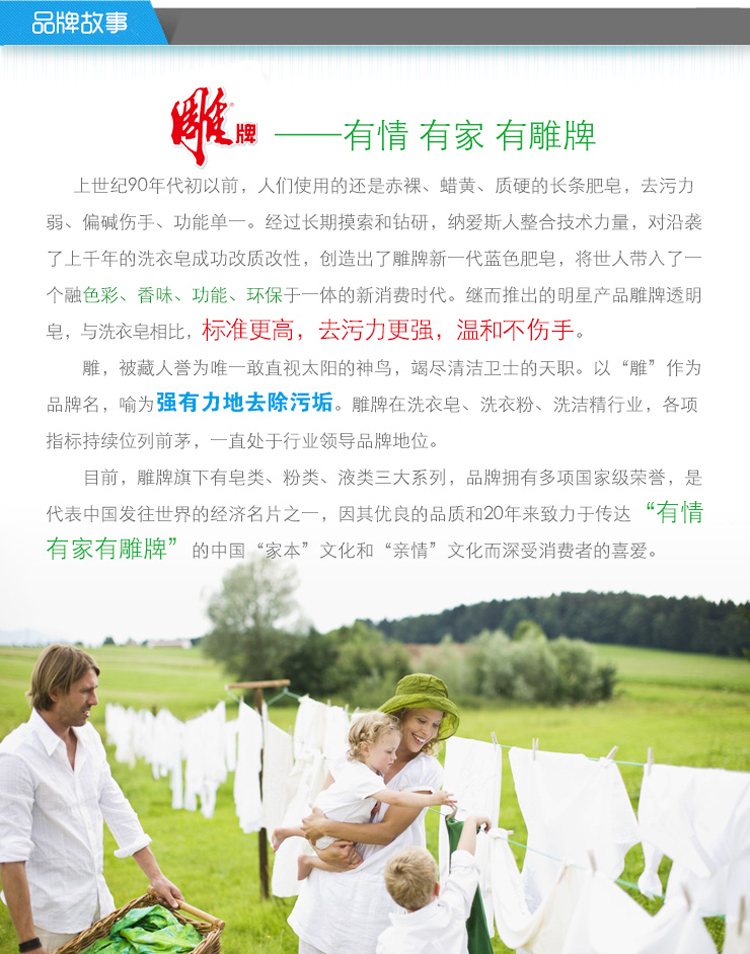 品牌故事
雕牌 ——有情 有家 有雕牌
上世纪90年代初以前，人们使用的还是赤裸、蜡黄、质硬的长条肥皂，去污力
弱、偏碱伤手、功能单一。经过长期摸索和钻研，纳爱斯人整合技术力量，对沿袭
了上千年的洗衣皂成功改质改性，创造出了雕牌新一代蓝色肥皂，将世人带入了一
个融色彩、香味、功能、环保于一体的新消费时代。继而推出的明星产品雕牌透明
皂，与洗衣皂相比，标准更高，去污力更强，温和不伤手。
雕，被藏人誉为唯一敢直视太阳的神鸟，竭尽清洁卫士的天职。以“雕”作为
品牌名，喻为强有力地去除污垢。雕牌在洗衣皂、洗衣粉、洗洁精行业，各项
指标持续位列前茅，一直处于行业领导品牌地位。
目前，雕牌旗下有皂类、粉类、液类三大系列，品牌拥有多项国家级荣誉，是
代表中国发往世界的经济名片之一，因其优良的品质和20年来致力于传达“有情
有家有雕牌”的中国“家本”文化和“亲情”文化而深受消费者的喜爱。